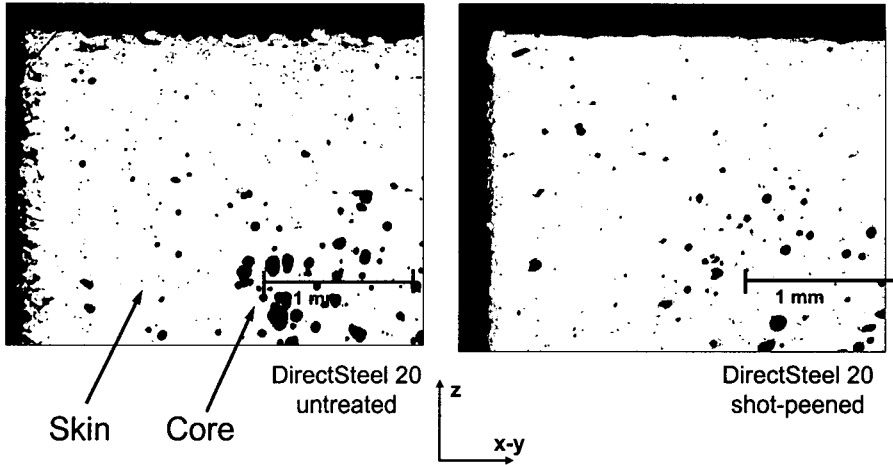 1 mm
1 mm
DirectSteel 20
untreated
DirectSteel 20
shot-peened
Skin
Core
z
x-y